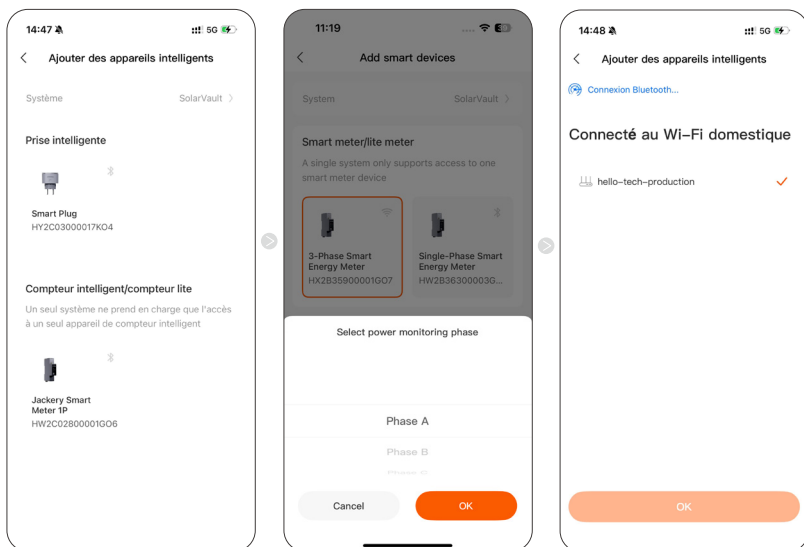 14:47
5G
Ajouter des appareils intelligents
Système
SolarVault
Prise intelligente
Smart Plug
HY2C03000017KO4
Compteur intelligent/compteur lite
Un seul système ne prend en charge que l'accès
à un seul appareil de compteur intelligent
Jackery Smart
Meter 1P
HW2C02800001GO6
11:19
Add smart devices
System
SolarVault
Smart meter/lite meter
A single system only supports access to one
smart meter device
3-Phase Smart
Energy Meter
HX2B35900001GO7
Single-Phase Smart
Energy Meter
HW2B36300003G...
Select power monitoring phase
Phase A
Phase B
Phase C
Cancel
OK
14:48
5G
Ajouter des appareils intelligents
Connexion Bluetooth...
Connecté au Wi-Fi domestique
hello-tech-production
OK